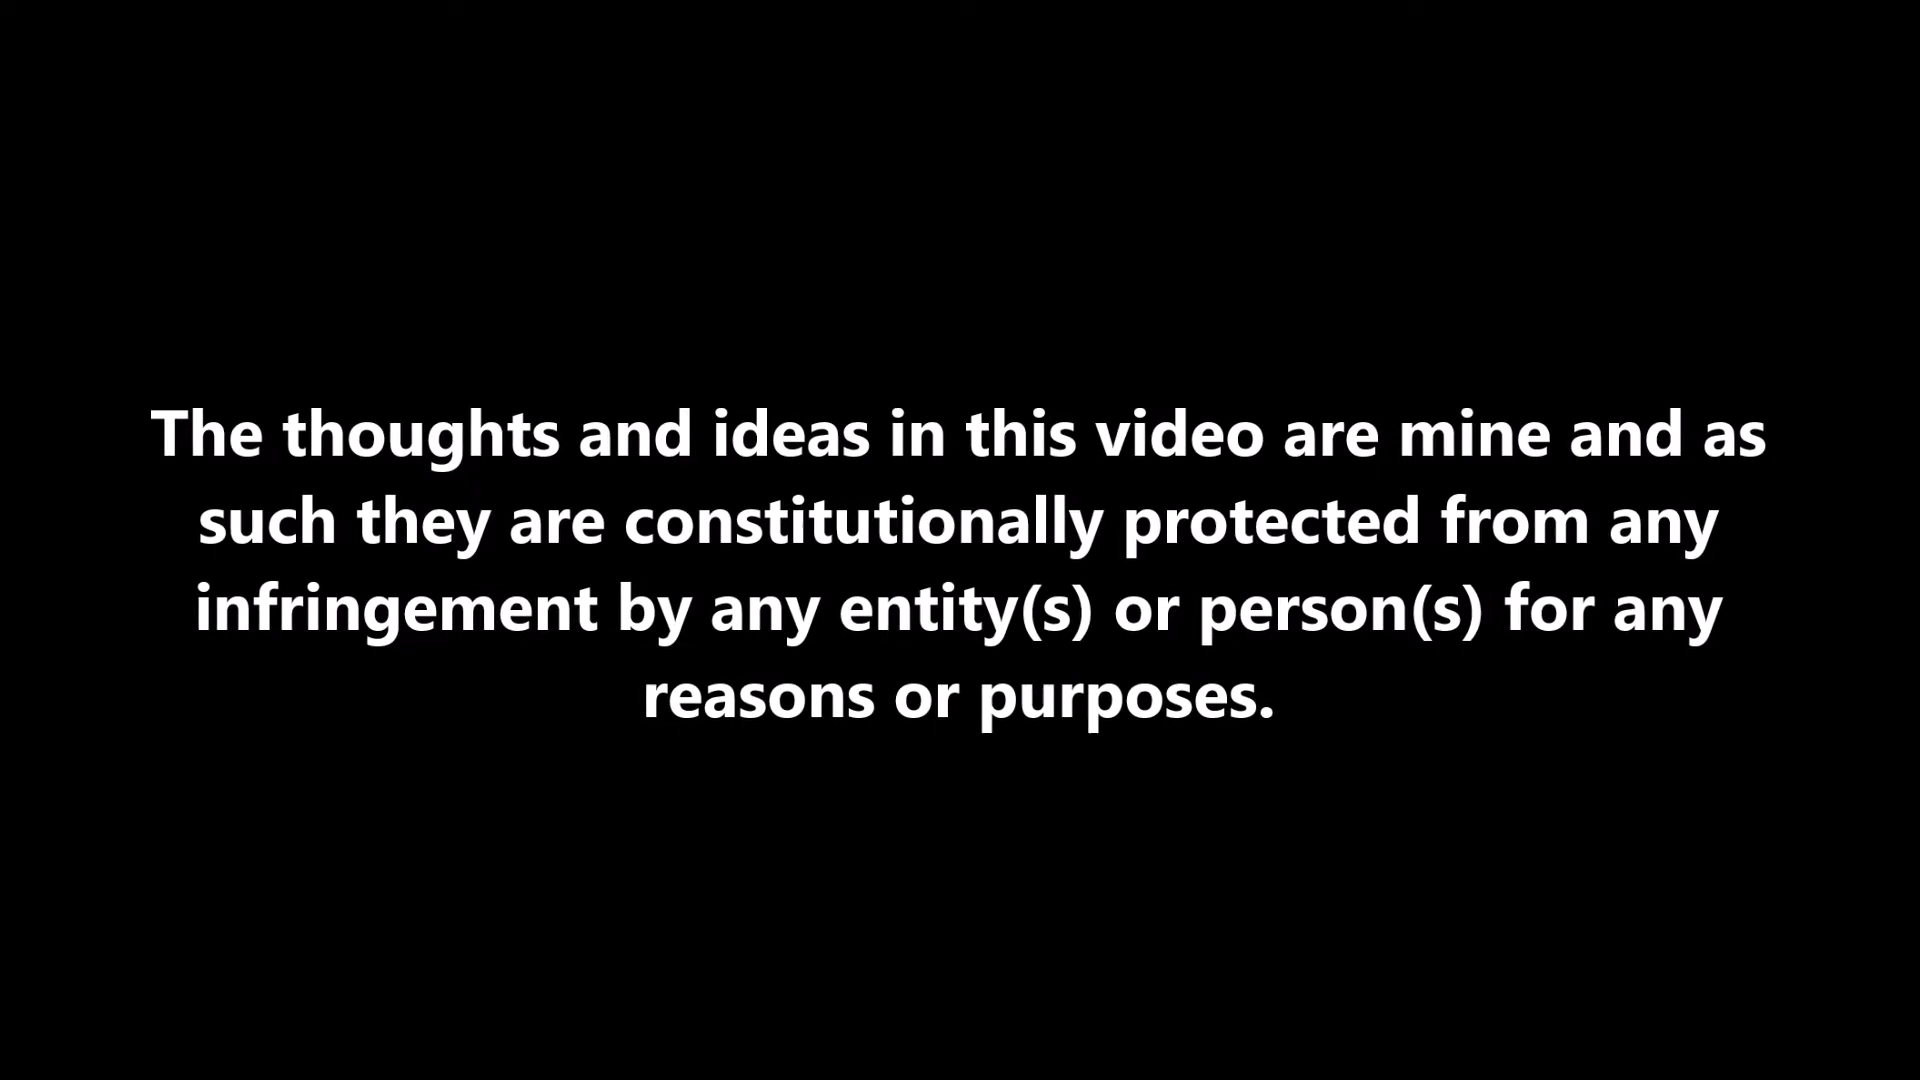 The thoughts and ideas in this video are mine and as
such they are constitutionally protected from any
infringement by any entity(s) or person(s) for any
reasons or purposes.